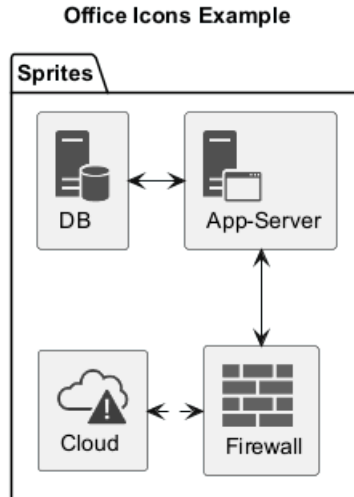 Office Icons Example
Sprites
DB
App-Server
Cloud
Firewall